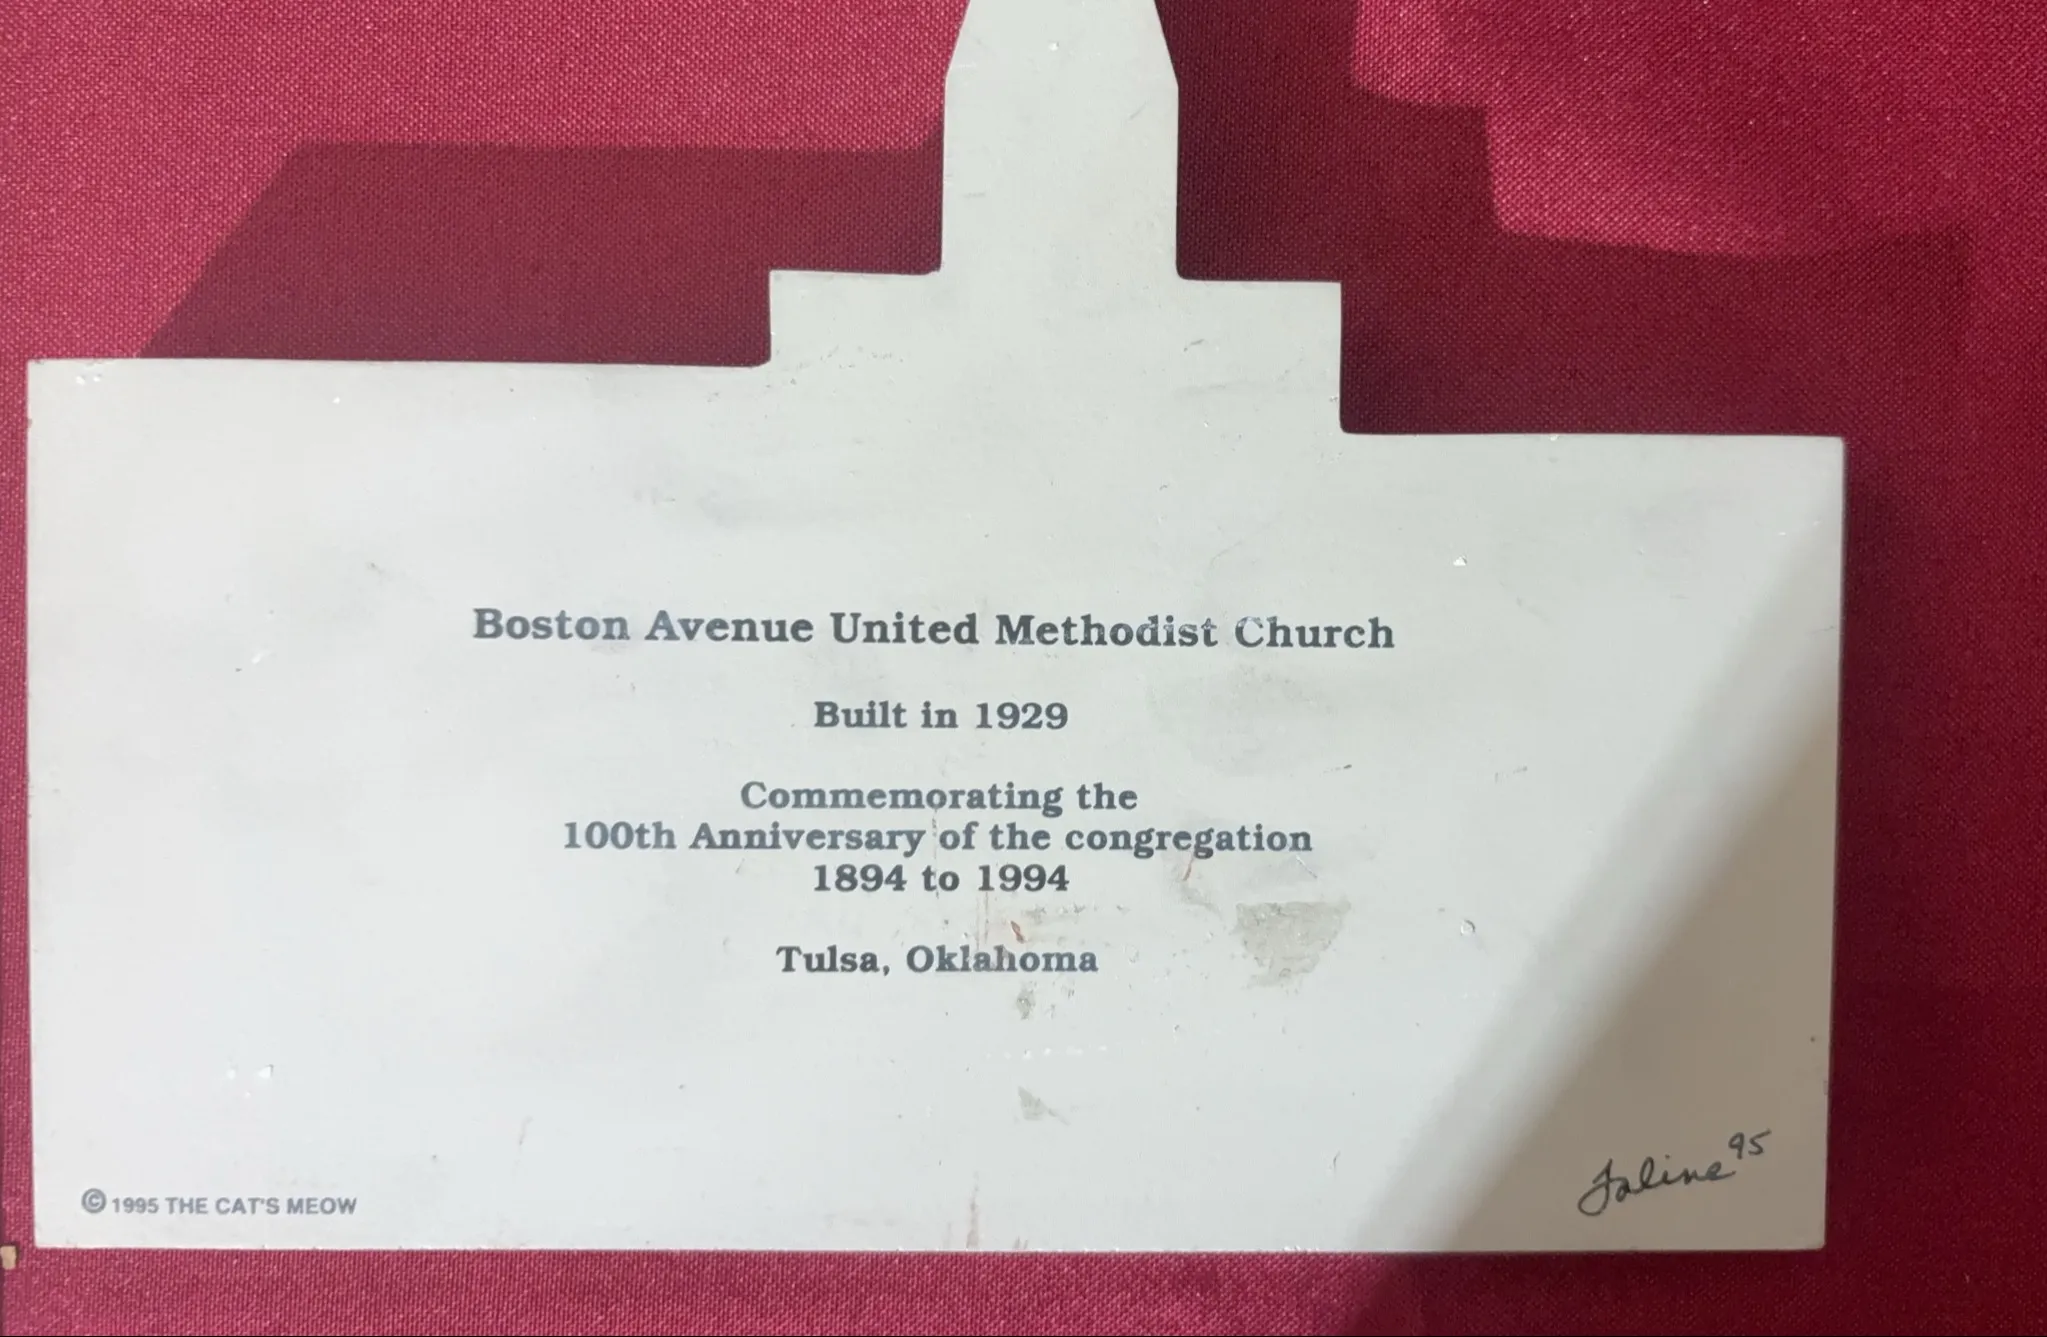 Boston Avenue United Methodist Church
Built in 1929
Commemorating the
100th Anniversary of the congregation
1894 to 1994
Tulsa, Oklahoma
© 1995 THE CAT'S MEOW
Faline 95